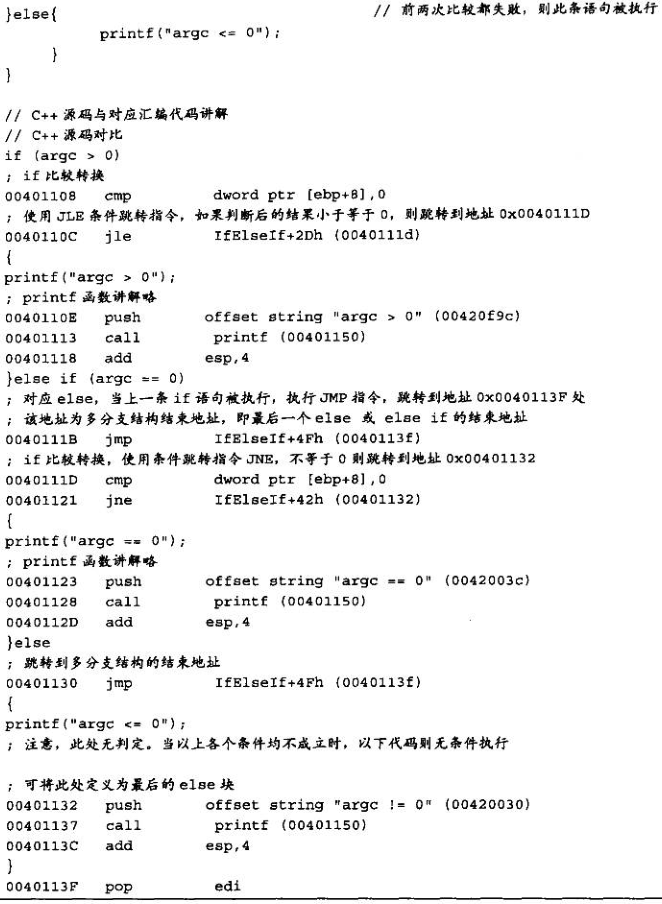 }else{ // 前两次比较都失败，则此条语句被执行
printf("argc <= 0");
}
}
// C++ 源码与对应汇编代码讲解
// C++ 源码对比
if (argc > 0)
; if 比较转换
00401108 cmp dword ptr [ebp+8],0
; 使用 JLE 条件跳转指令，如果判断后的结果小于等于 0，则跳转到地址 0x0040111D
0040110C jle IfElseIf+2Dh (0040111d)
{
printf("argc > 0");
; printf 函数讲解略
0040110E push offset string "argc > 0" (00420f9c)
00401113 call printf (00401150)
00401118 add esp,4
}else if (argc == 0)
; 对应 else，当上一条 if 语句被执行，执行 JMP 指令，跳转到地址 0x0040113F 处
; 该地址为多分支结构结束地址，即最后一个 else 或 else if 的结束地址
0040111B jmp IfElseIf+4Fh (0040113f)
; if 比较转换，使用条件跳转指令 JNE，不等于 0 则跳转到地址 0x00401132
0040111D cmp dword ptr [ebp+8],0
00401121 jne IfElseIf+42h (00401132)
{
printf("argc == 0");
; printf 函数讲解略
00401123 push offset string "argc == 0" (0042003c)
00401128 call printf (00401150)
0040112D add esp,4
}else
; 跳转到多分支结构的结束地址
00401130 jmp IfElseIf+4Fh (0040113f)
{
printf("argc <= 0");
; 注意，此处无判定。当以上各个条件均不成立时，以下代码则无条件执行
; 可将此处定义为最后的 else 块
00401132 push offset string "argc != 0" (00420030)
00401137 call printf (00401150)
0040113C add esp,4
}
0040113F pop edi